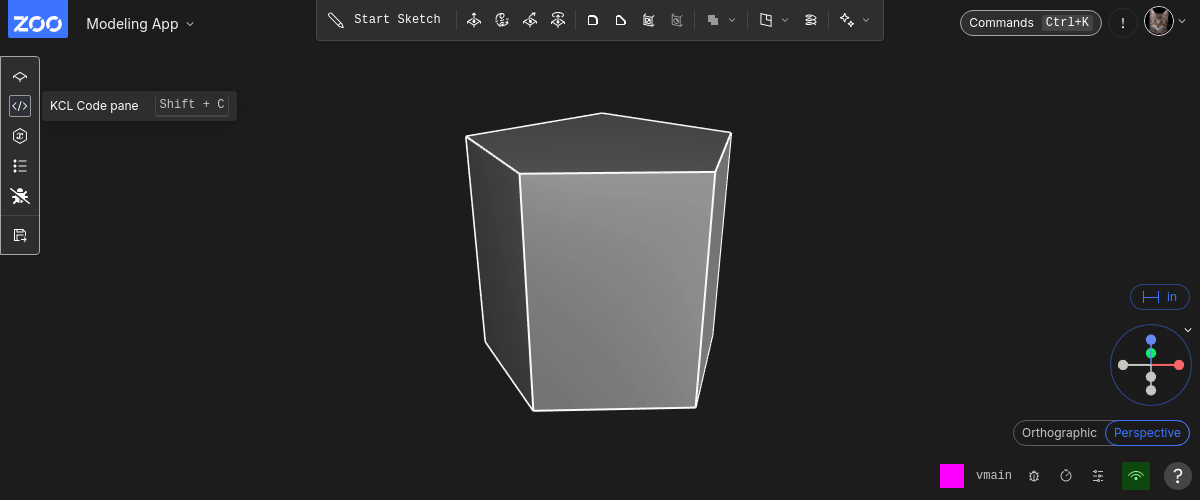 ZOO
Modeling App
Start Sketch
Commands Ctrl+K
!
KCL Code pane Shift + C
in
Orthographic Perspective
vmain
?